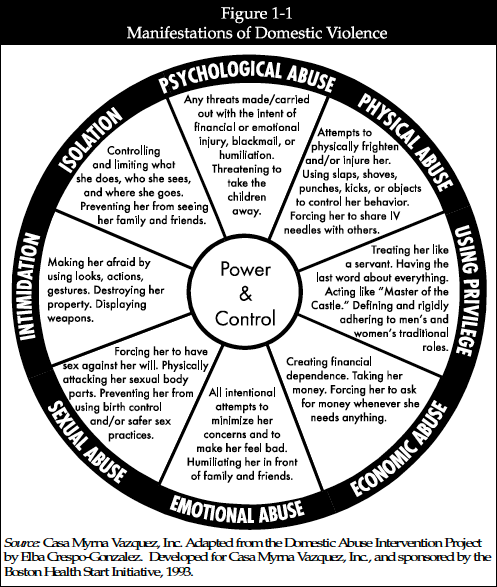 Figure 1-1
Manifestations of Domestic Violence
PSYCHOLOGICAL ABUSE
Any threats made/carried
out with the intent of
financial or emotional
injury, blackmail, or
humiliation.
Threatening to
take the
children
away.
PHYSICAL ABUSE
Attempts to
physically frighten
and/or injure her.
Using slaps, shoves,
punches, kicks, or objects
to control her behavior.
Forcing her to share IV
needles with others.
USING PRIVILEGE
Treating her like
a servant. Having the
last word about everything.
Acting like "Master of the
Castle." Defining and rigidly
adhering to men's and
women's traditional
roles.
ECONOMIC ABUSE
Creating financial
dependence. Taking her
money. Forcing her to ask
for money whenever she
needs anything.
EMOTIONAL ABUSE
All intentional
attempts to
minimize her
concerns and to
make her feel bad.
Humiliating her in front
of family and friends.
SEXUAL ABUSE
Forcing her to have
sex against her will. Physically
attacking her sexual body
parts. Preventing her from
using birth control
and/or safer sex
practices.
INTIMIDATION
Making her afraid by
using looks, actions,
gestures. Destroying her
property. Displaying
weapons.
ISOLATION
Controlling
and limiting what
she does, who she sees,
and where she goes.
Preventing her from seeing
her family and friends.
Power
&
Control
Source: Casa Myrna Vazquez, Inc. Adapted from the Domestic Abuse Intervention Project
by Elba Crespo-Gonzalez. Developed for Casa Myrna Vazquez, Inc., and sponsored by the
Boston Health Start Initiative, 1993.